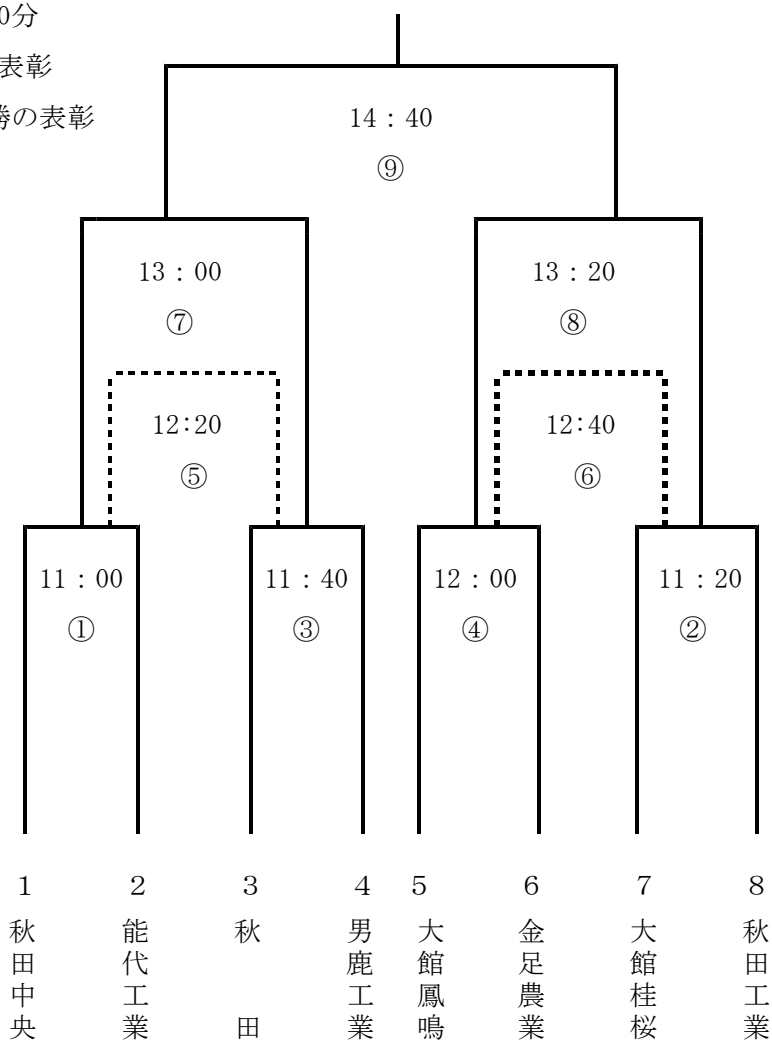 0分
表彰
勝の表彰
14：40
⑨
13：00
13：20
⑦
⑧
12:20
12:40
⑤
⑥
11：00
11：40
12：00
11：20
①
③
④
②
1 2 3 4 5 6 7 8
秋田中央
能代工業
秋田
男鹿工業
大館鳳鳴
金足農業
大館桂桜
秋田工業